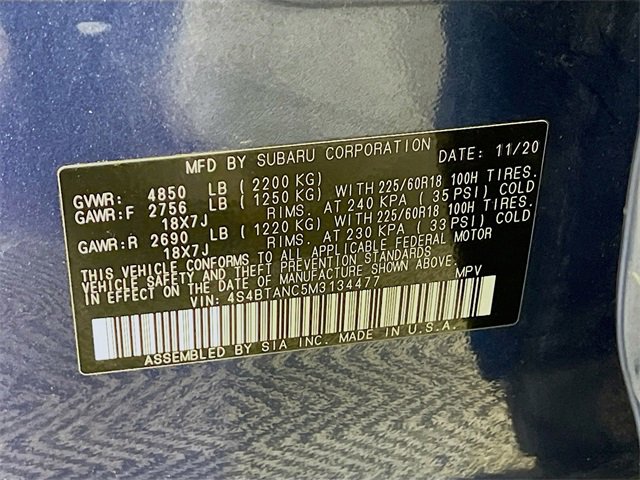 MFD BY SUBARU CORPORATION DATE: 11/20
GVWR: 4850 LB (2200 KG)
GAWR:F 2756 LB (1250 KG) WITH 225/60R18 100H TIRES.
18X7J RIMS. AT 240 KPA (35 PSI) COLD
GAWR:R 2690 LB (1220 KG) WITH 225/60R18 100H TIRES.
18X7J RIMS. AT 230 KPA (33 PSI) COLD
THIS VEHICLE CONFORMS TO ALL APPLICABLE FEDERAL MOTOR
VEHICLE SAFETY AND THEFT PREVENTION STANDARDS
IN EFFECT ON THE DATE OF MANUFACTURE SHOWN ABOVE.
VIN: 4S4BTANC5M3134477 MPV
ASSEMBLED BY SIA INC. MADE IN U.S.A.